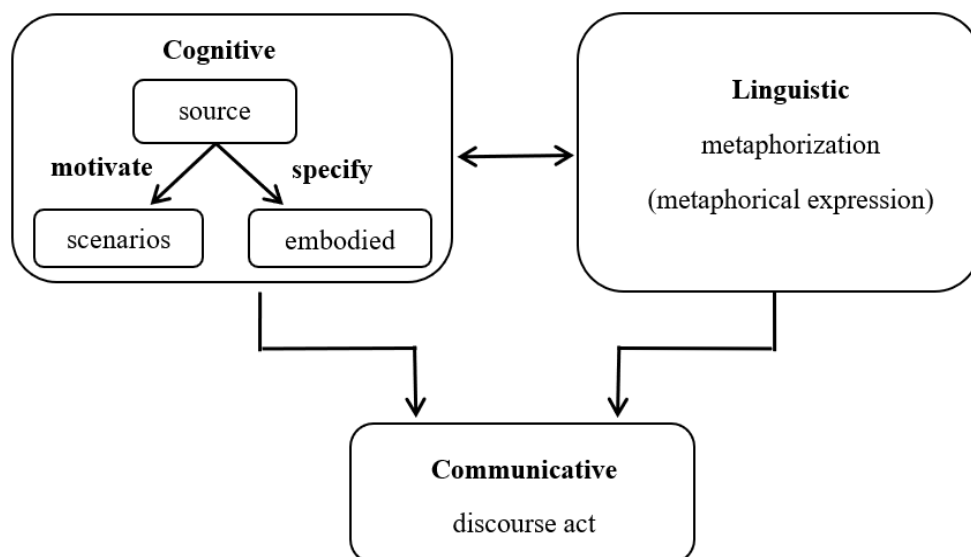 Cognitive
source
motivate
specify
scenarios
embodied
Linguistic
metaphorization
(metaphorical expression)
Communicative
discourse act